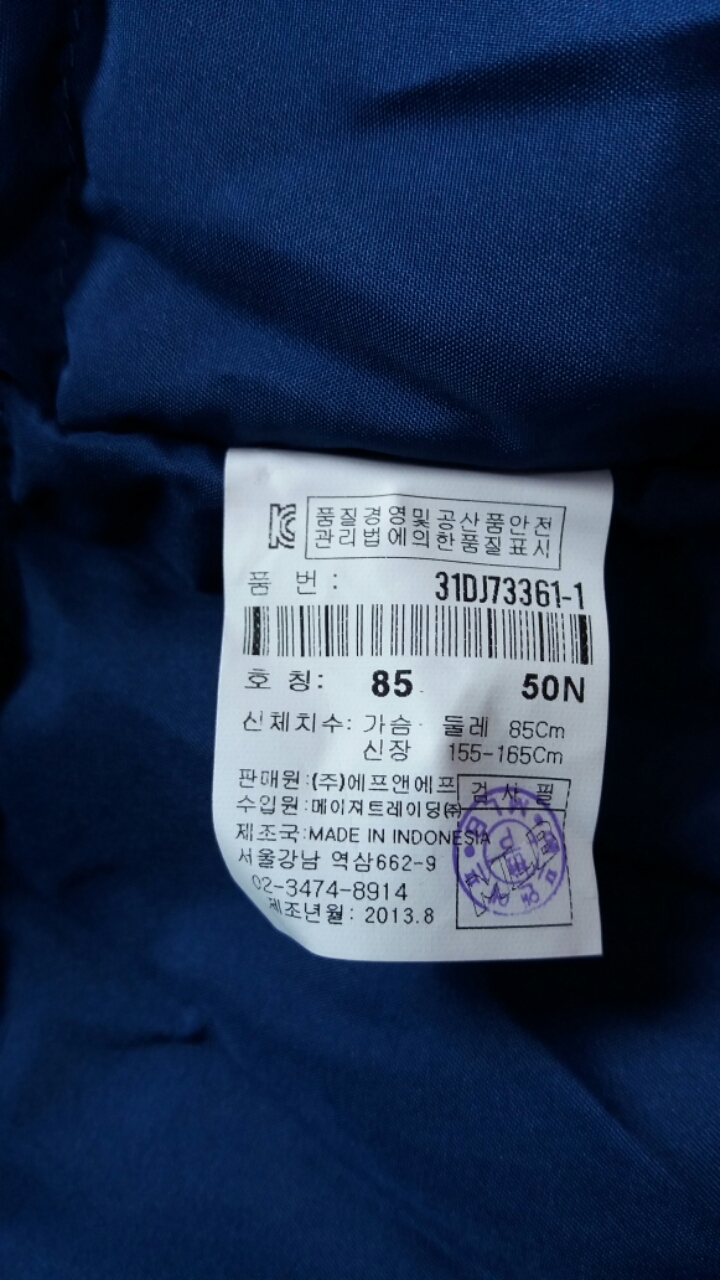 품질경영및공산품안전
관리법에의한품질표시
품 번 : 31DJ73361-1
호 칭: 85 50N
신체치수: 가슴 둘레 85Cm
신장 155-165Cm
판매원:(주)에프앤에프
수입원:메이져트레이딩(주)
제조국:MADE IN INDONESIA
서울강남 역삼662-9
02-3474-8914
제조년월: 2013.8
검 사 필